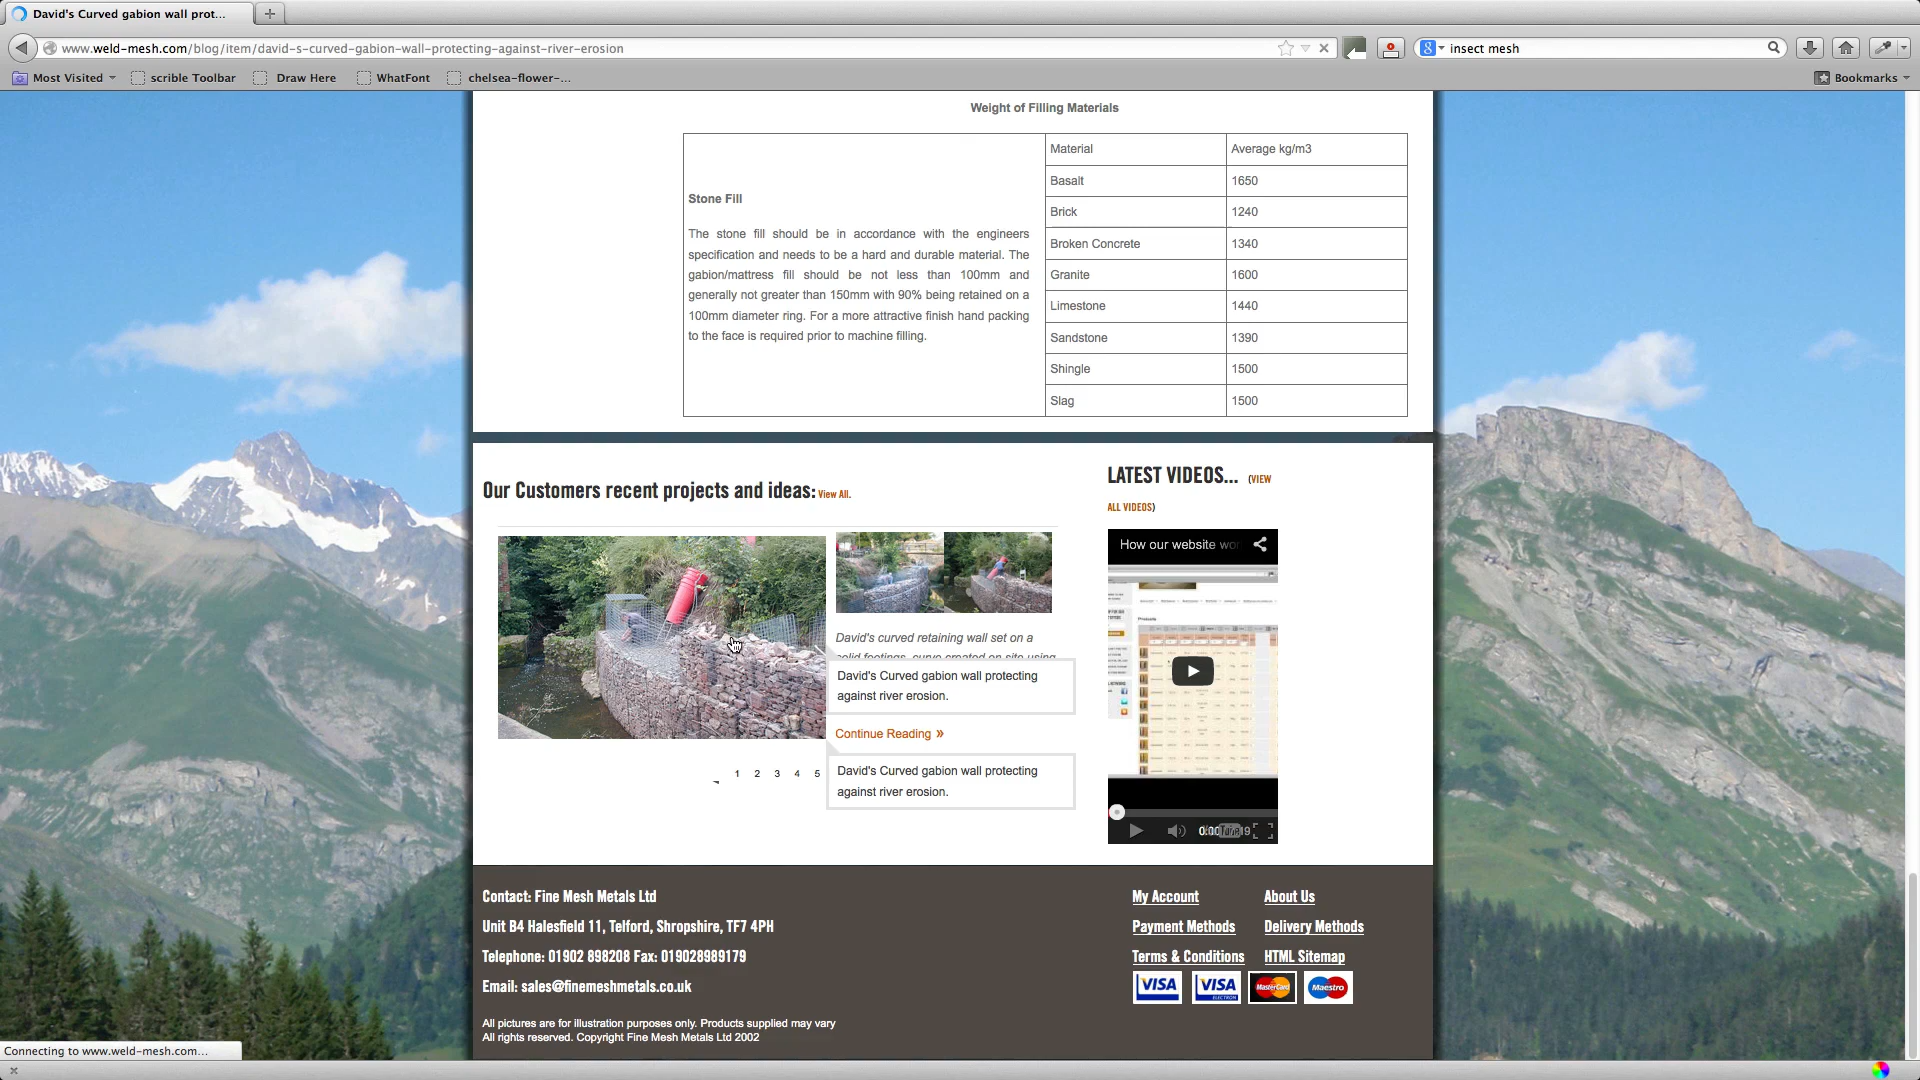 David's Curved gabion wall prot...
www.weld-mesh.com/blog/item/david-s-curved-gabion-wall-protecting-against-river-erosion
insect mesh
Most Visited
scrible Toolbar
Draw Here
WhatFont
chelsea-flower-...
Bookmarks
Weight of Filling Materials
Stone Fill
The stone fill should be in accordance with the engineers
specification and needs to be a hard and durable material. The
gabion/mattress fill should be not less than 100mm and
generally not greater than 150mm with 90% being retained on a
100mm diameter ring. For a more attractive finish hand packing
to the face is required prior to machine filling.
Material Average kg/m3
Basalt 1650
Brick 1240
Broken Concrete 1340
Granite 1600
Limestone 1440
Sandstone 1390
Shingle 1500
Slag 1500
Our Customers recent projects and ideas: View All.
David's curved retaining wall set on a
solid footings, curve created on site using
David's Curved gabion wall protecting
against river erosion.
Continue Reading »
David's Curved gabion wall protecting
against river erosion.
1 2 3 4 5
LATEST VIDEOS... (VIEW
ALL VIDEOS)
How our website wo
Products
Contact: Fine Mesh Metals Ltd
Unit B4 Halesfield 11, Telford, Shropshire, TF7 4PH
Telephone: 01902 898208 Fax: 019028989179
Email: sales@finemeshmetals.co.uk
All pictures are for illustration purposes only. Products supplied may vary
All rights reserved. Copyright Fine Mesh Metals Ltd 2002
My Account
About Us
Payment Methods
Delivery Methods
Terms & Conditions
HTML Sitemap
VISA
VISA
ELECTRON
MasterCard
Maestro
Connecting to www.weld-mesh.com...